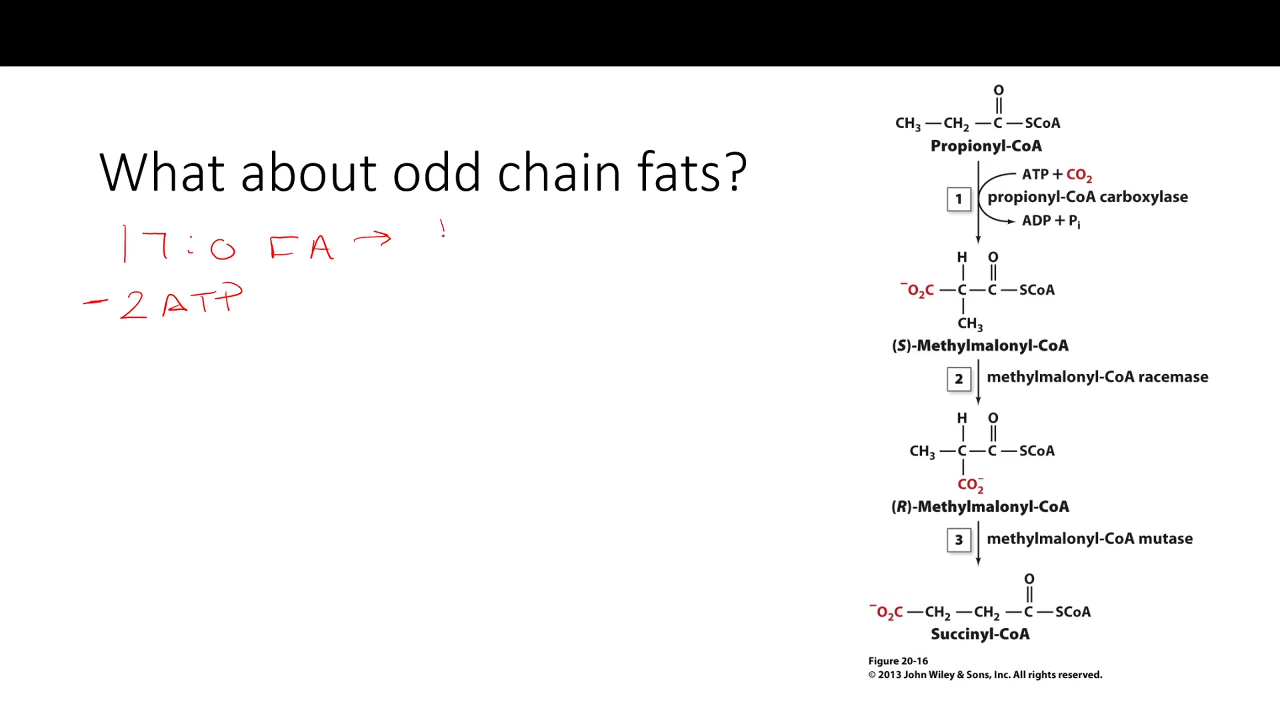 What about odd chain fats?
17:0 FA →
- 2 ATP
O
CH3 — CH2 — C — SCoA
Propionyl-CoA
ATP + CO2
1 propionyl-CoA carboxylase
ADP + Pi
H O
⁻O2C — C — C — SCoA
CH3
(S)-Methylmalonyl-CoA
2 methylmalonyl-CoA racemase
H O
CH3 — C — C — SCoA
CO2⁻
(R)-Methylmalonyl-CoA
3 methylmalonyl-CoA mutase
O
⁻O2C — CH2 — CH2 — C — SCoA
Succinyl-CoA
Figure 20-16
© 2013 John Wiley & Sons, Inc. All rights reserved.